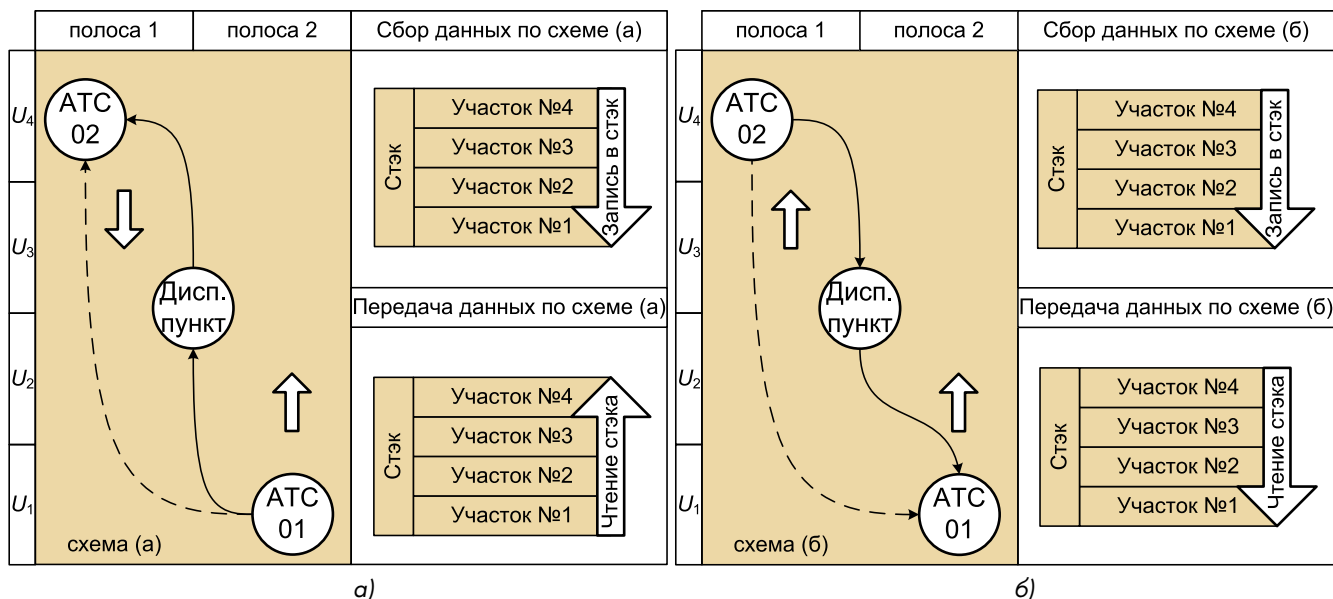 полоса 1 полоса 2 Сбор данных по схеме (а)
U4
U3
U2
U1
АТС
02
Дисп.
пункт
АТС
01
схема (а)
Стэк
Участок №4
Участок №3
Участок №2
Участок №1
Запись в стэк
Передача данных по схеме (а)
Стэк
Участок №4
Участок №3
Участок №2
Участок №1
Чтение стэка
а)
полоса 1 полоса 2 Сбор данных по схеме (б)
U4
U3
U2
U1
АТС
02
Дисп.
пункт
АТС
01
схема (б)
Стэк
Участок №4
Участок №3
Участок №2
Участок №1
Запись в стэк
Передача данных по схеме (б)
Стэк
Участок №4
Участок №3
Участок №2
Участок №1
Чтение стэка
б)